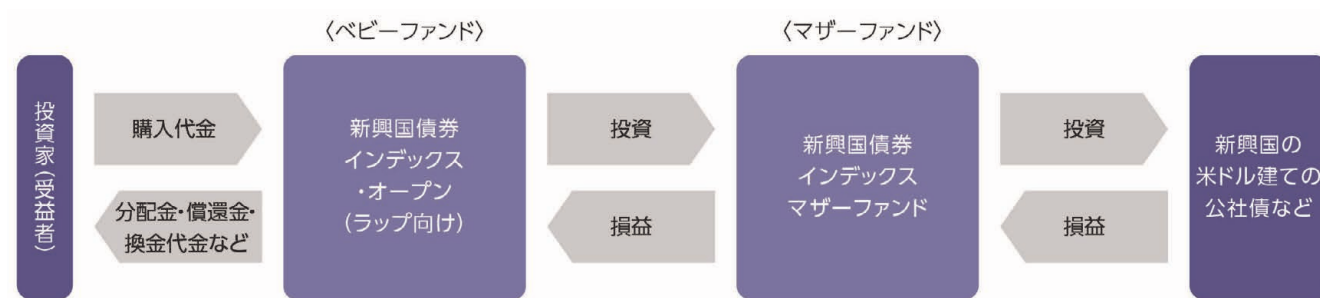 〈ベビーファンド〉
〈マザーファンド〉
投資家(受益者)
購入代金
分配金・償還金・
換金代金など
新興国債券
インデックス
・オープン
(ラップ向け)
投資
損益
新興国債券
インデックス
マザーファンド
投資
損益
新興国の
米ドル建ての
公社債など